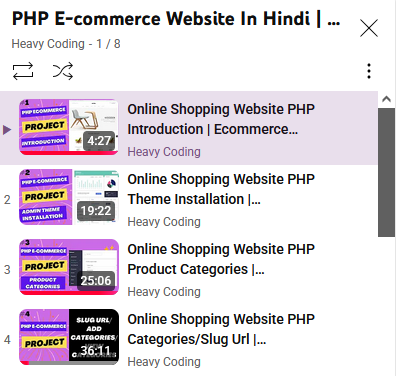 PHP E-commerce Website In Hindi | ...
Heavy Coding - 1 / 8
1
PHP E-COMMERCE
PROJECT
INTRODUCTION
4:27
Online Shopping Website PHP
Introduction | Ecommerce...
Heavy Coding
2
2
PHP E-COMMERCE
PROJECT
ADMIN THEME
INSTALLATION
19:22
Online Shopping Website PHP
Theme Installation |...
Heavy Coding
3
3
PHP E-COMMERCE
PROJECT
PRODUCT
CATEGORIES
25:06
Online Shopping Website PHP
Product Categories |...
Heavy Coding
4
4
PHP E-COMMERCE
PROJECT
SLUG URL/
ADD
CATEGORIES/
36:11
Online Shopping Website PHP
Categories/Slug Url |...
Heavy Coding